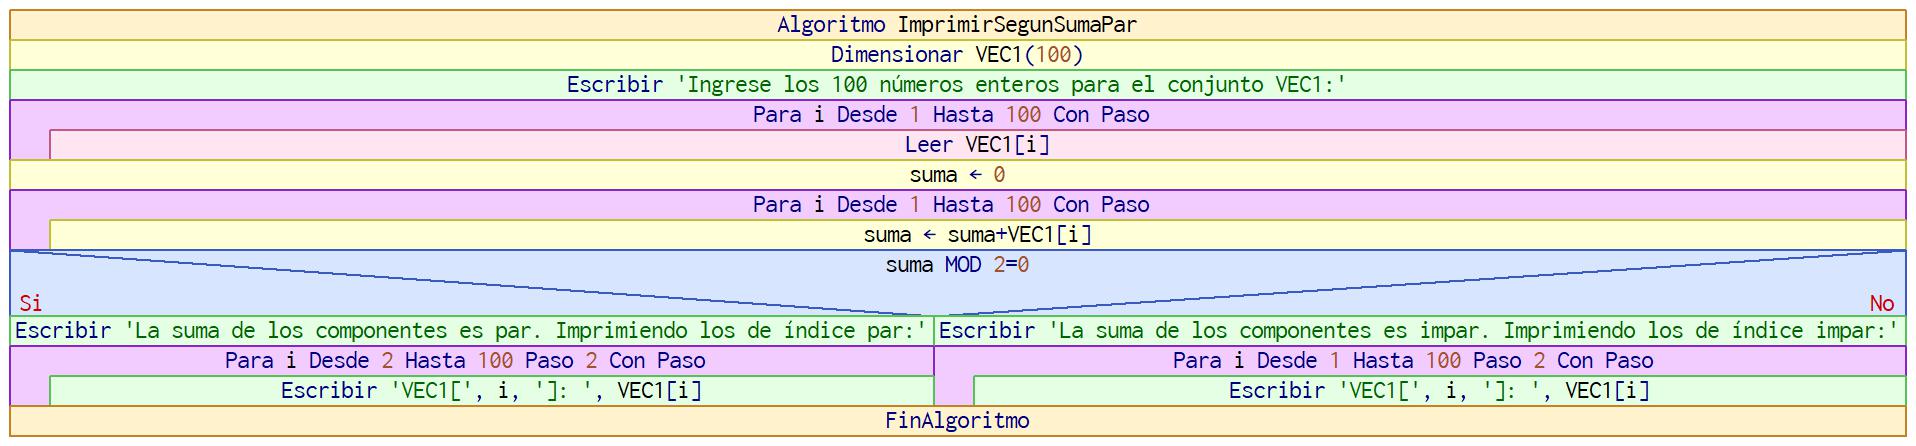 Algoritmo ImprimirSegunSumaPar
Dimensionar VEC1(100)
Escribir 'Ingrese los 100 números enteros para el conjunto VEC1:'
Para i Desde 1 Hasta 100 Con Paso
Leer VEC1[i]
suma ← 0
Para i Desde 1 Hasta 100 Con Paso
suma ← suma+VEC1[i]
suma MOD 2=0
Si
No
Escribir 'La suma de los componentes es par. Imprimiendo los de índice par:'
Para i Desde 2 Hasta 100 Paso 2 Con Paso
Escribir 'VEC1[', i, ']: ', VEC1[i]
Escribir 'La suma de los componentes es impar. Imprimiendo los de índice impar:'
Para i Desde 1 Hasta 100 Paso 2 Con Paso
Escribir 'VEC1[', i, ']: ', VEC1[i]
FinAlgoritmo